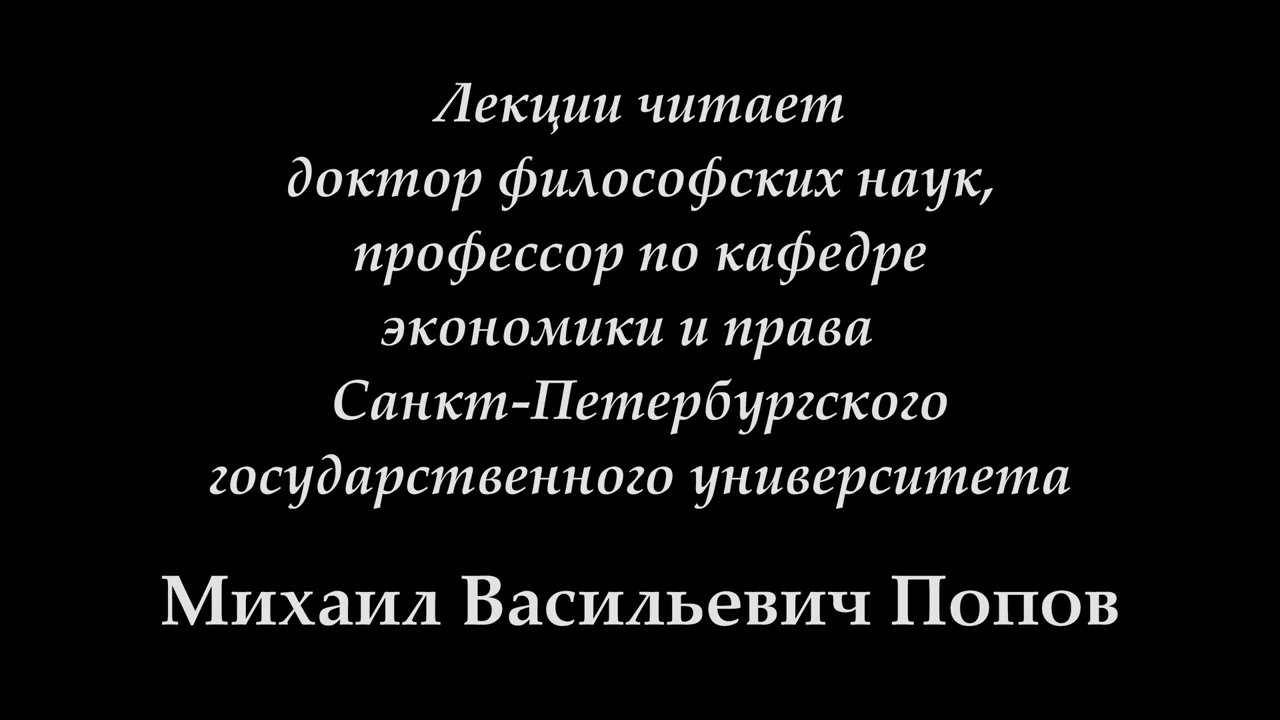 Лекции читает
доктор философских наук,
профессор по кафедре
экономики и права
Санкт-Петербургского
государственного университета
Михаил Васильевич Попов